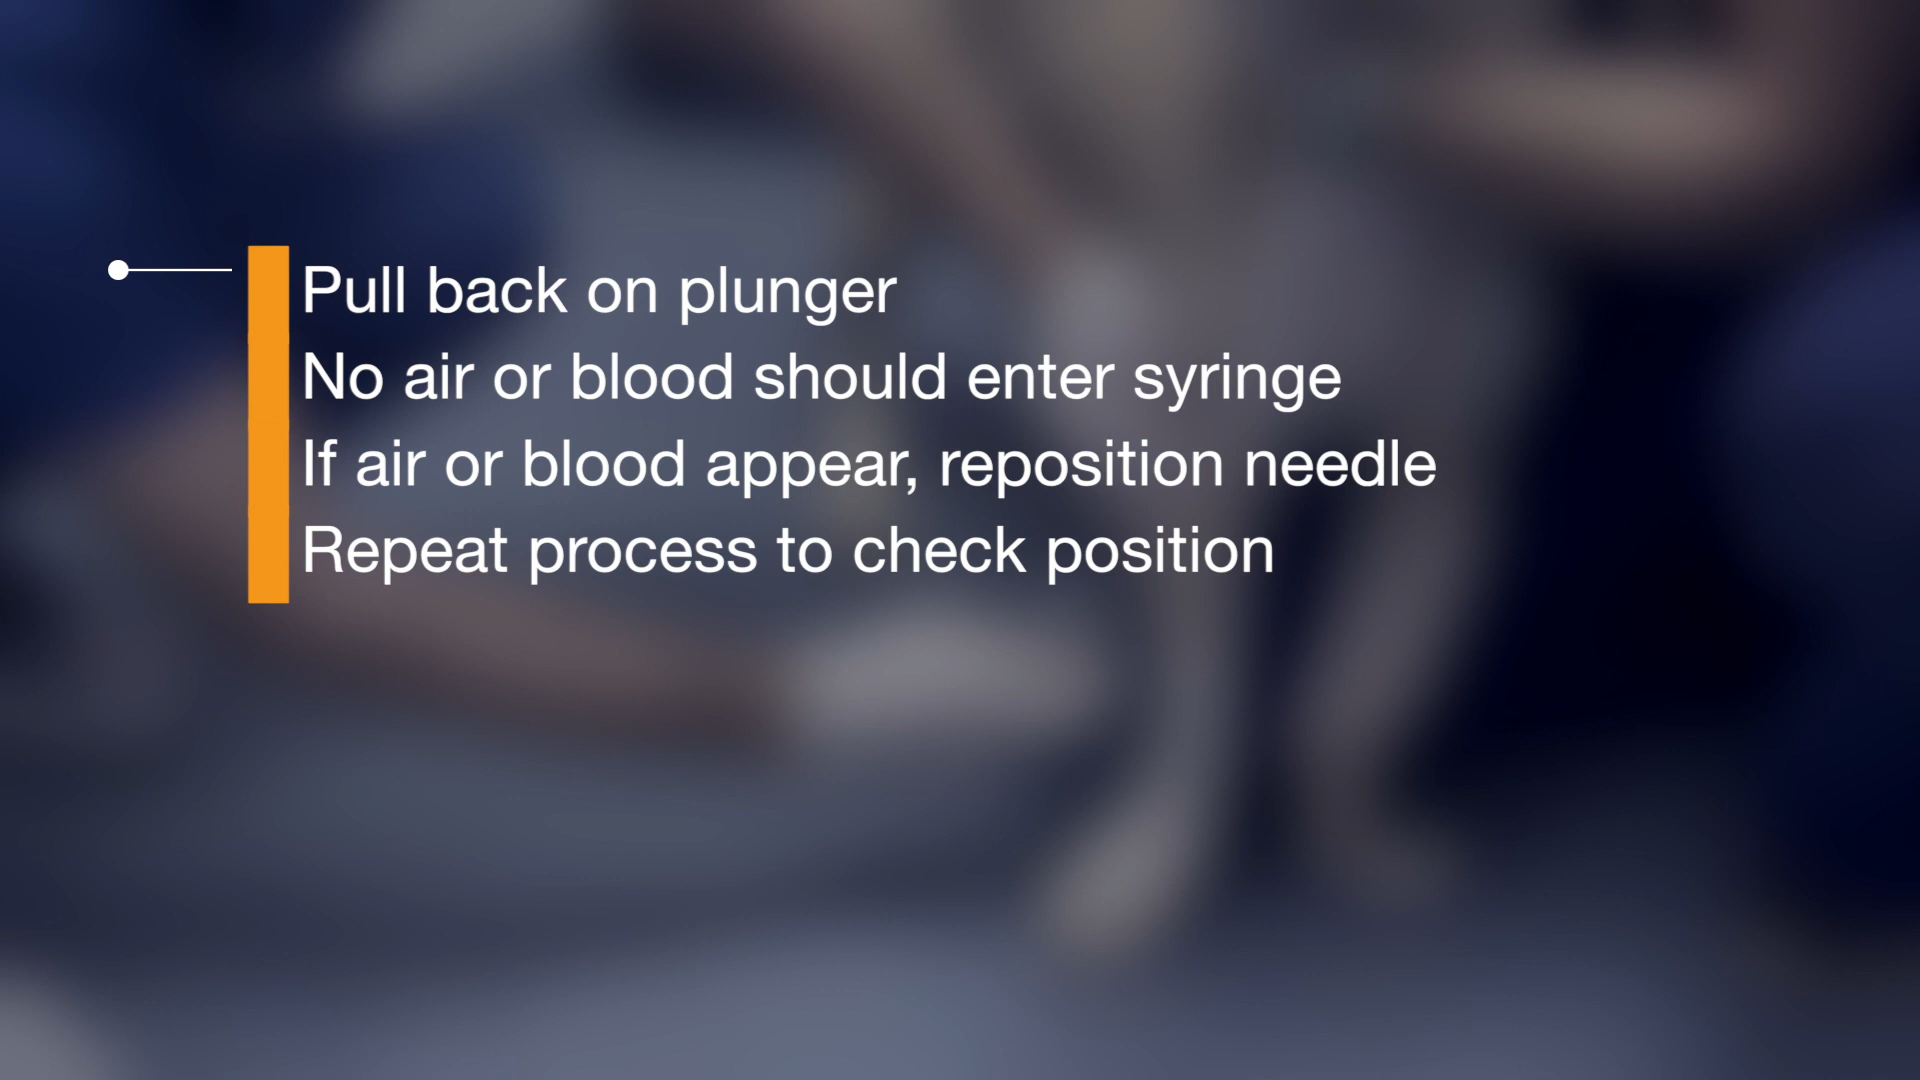 Pull back on plunger
No air or blood should enter syringe
If air or blood appear, reposition needle
Repeat process to check position